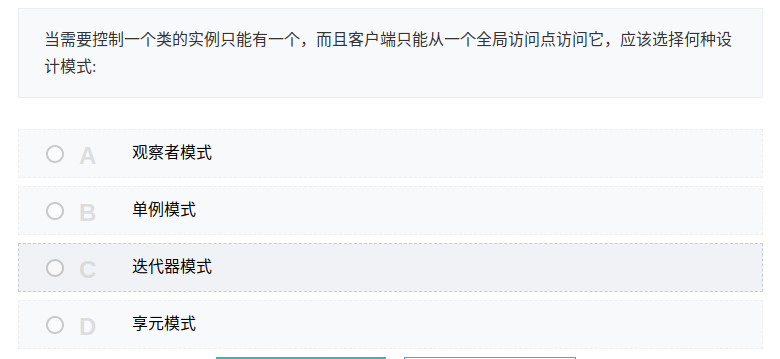 当需要控制一个类的实例只能有一个，而且客户端只能从一个全局访问点访问它，应该选择何种设
计模式:
A 观察者模式
B 单例模式
C 迭代器模式
D 享元模式